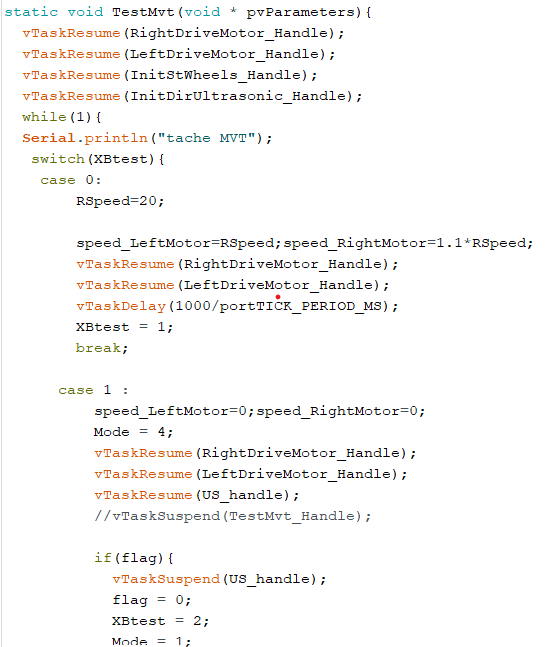 static void TestMvt(void * pvParameters){
vTaskResume(RightDriveMotor_Handle);
vTaskResume(LeftDriveMotor_Handle);
vTaskResume(InitStWheels_Handle);
vTaskResume(InitDirUltrasonic_Handle);
while(1){
Serial.println("tache MVT");
switch(XBtest){
case 0:
RSpeed=20;
speed_LeftMotor=RSpeed;speed_RightMotor=1.1*RSpeed;
vTaskResume(RightDriveMotor_Handle);
vTaskResume(LeftDriveMotor_Handle);
vTaskDelay(1000/portTICK_PERIOD_MS);
XBtest = 1;
break;
case 1 :
speed_LeftMotor=0;speed_RightMotor=0;
Mode = 4;
vTaskResume(RightDriveMotor_Handle);
vTaskResume(LeftDriveMotor_Handle);
vTaskResume(US_handle);
//vTaskSuspend(TestMvt_Handle);
if(flag){
vTaskSuspend(US_handle);
flag = 0;
XBtest = 2;
Mode = 1;